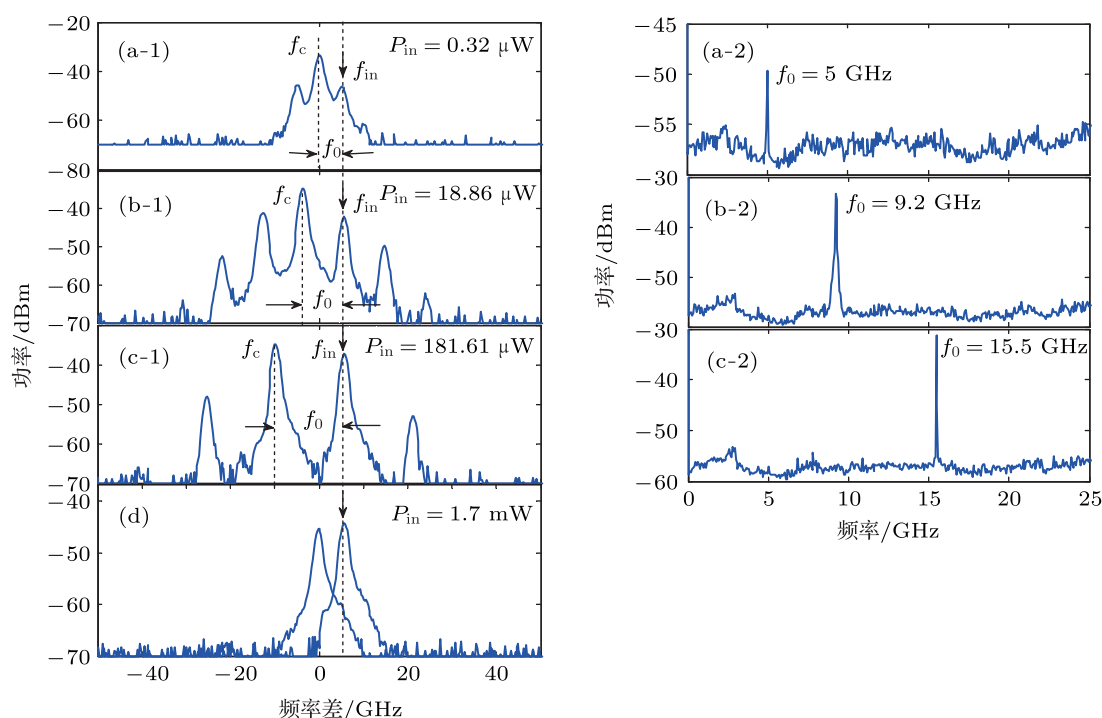 −20
(a-1)
f_c
P_in = 0.32 μW
−40
f_in
−60
f_0
−80
(b-1)
f_c
P_in = 18.86 μW
f_in
−40
−50
−60
f_0
−70
(c-1)
f_c
f_in
P_in = 181.61 μW
−40
−50
f_0
−60
−70
(d)
P_in = 1.7 mW
−40
−50
−60
−70
−40
−20
0
20
40
功率/dBm
频率差/GHz
−45
(a-2)
f_0 = 5 GHz
−50
−55
−30
(b-2)
f_0 = 9.2 GHz
−40
−50
−30
(c-2)
f_0 = 15.5 GHz
−40
−50
−60
0
5
10
15
20
25
功率/dBm
频率/GHz